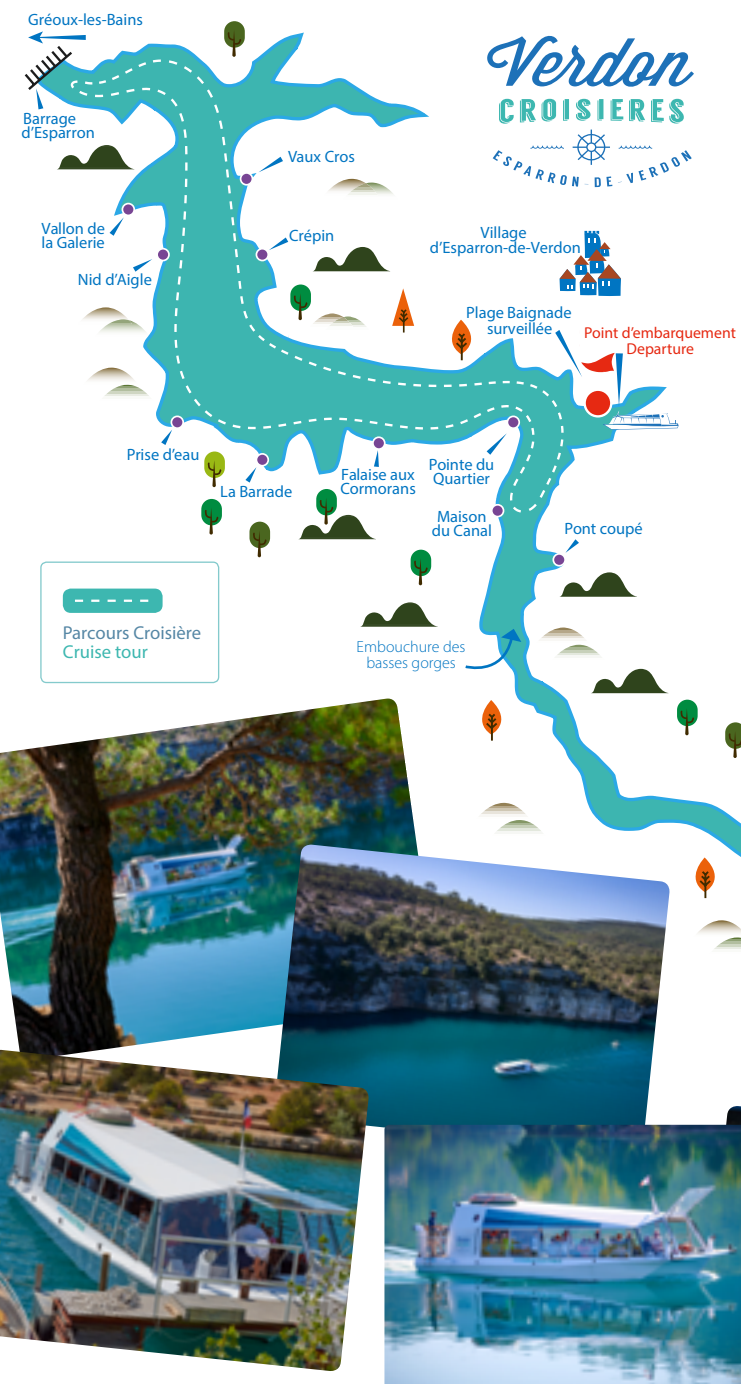 Gréoux-les-Bains
Verdon
CROISIERES
ESPARRON-DE-VERDON
Barrage
d'Esparron
Vaux Cros
Vallon de
la Galerie
Crépin
Village
d'Esparron-de-Verdon
Nid d'Aigle
Plage Baignade
surveillée
Point d'embarquement
Departure
Prise d'eau
La Barrade
Falaise aux
Cormorans
Pointe du
Quartier
Maison
du Canal
Pont coupé
Parcours Croisière
Cruise tour
Embouchure des
basses gorges